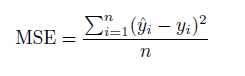 MSE = \frac{\sum_{i=1}^{n}(\hat{y}_i - y_i)^2}{n}